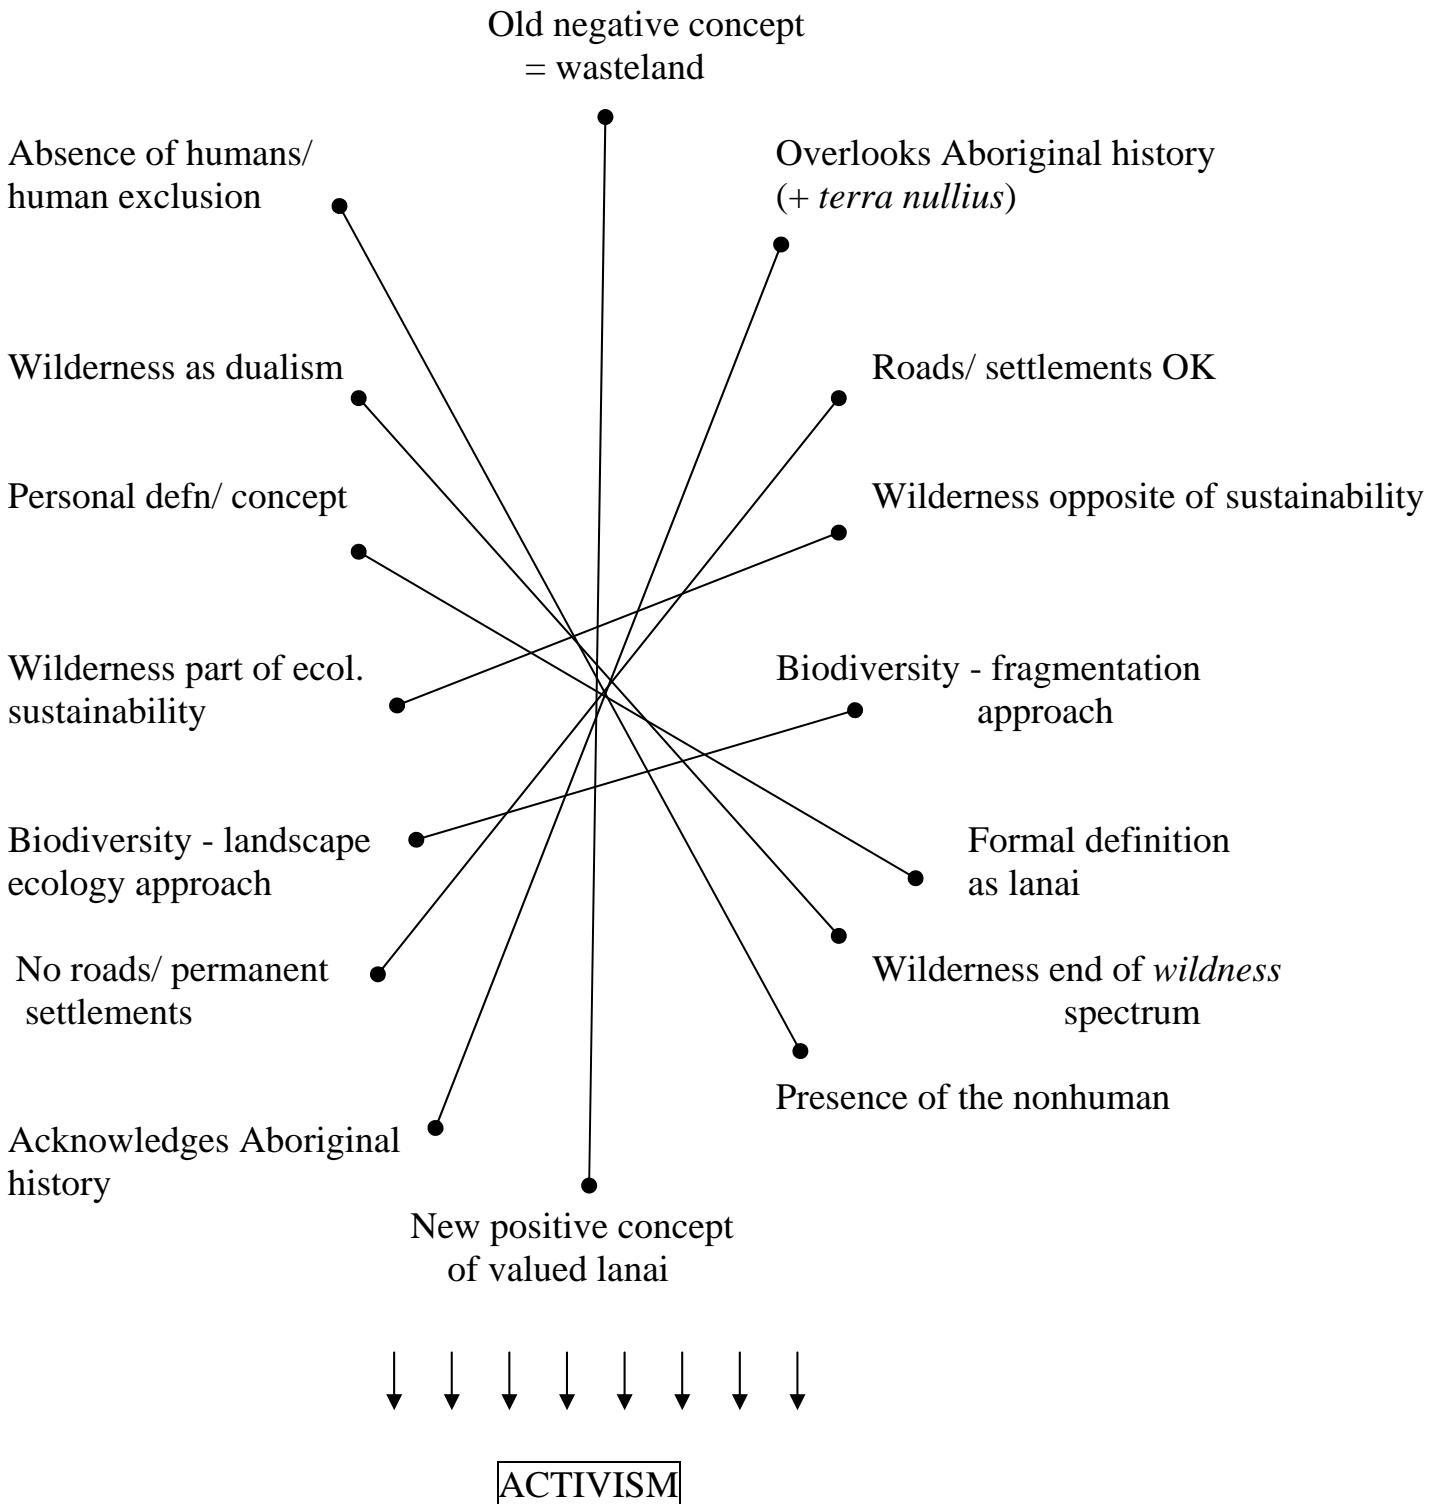 Old negative concept
= wasteland
Absence of humans/
human exclusion
Overlooks Aboriginal history
(+ terra nullius)
Wilderness as dualism
Roads/ settlements OK
Personal defn/ concept
Wilderness opposite of sustainability
Wilderness part of ecol.
sustainability
Biodiversity - fragmentation
approach
Biodiversity - landscape
ecology approach
Formal definition
as lanai
No roads/ permanent
settlements
Wilderness end of wildness
spectrum
Presence of the nonhuman
Acknowledges Aboriginal
history
New positive concept
of valued lanai
ACTIVISM